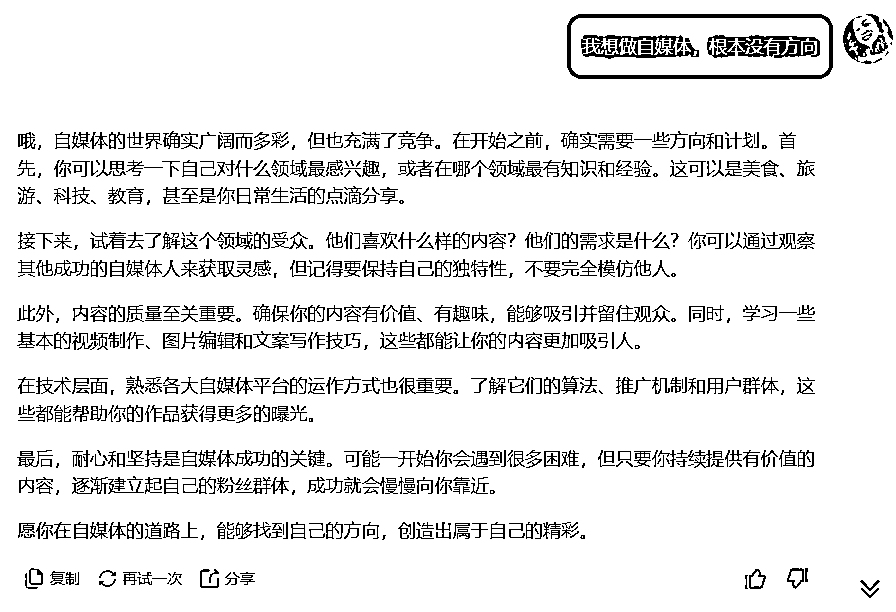 我想做自媒体，根本没有方向
哦，自媒体的世界确实广阔而多彩，但也充满了竞争。在开始之前，确实需要一些方向和计划。首
先，你可以思考一下自己对什么领域最感兴趣，或者在哪个领域最有知识和经验。这可以是美食、旅
游、科技、教育，甚至是你日常生活的点滴分享。
接下来，试着去了解这个领域的受众。他们喜欢什么样的内容？他们的需求是什么？你可以通过观察
其他成功的自媒体人来获取灵感，但记得要保持自己的独特性，不要完全模仿他人。
此外，内容的质量至关重要。确保你的内容有价值、有趣味，能够吸引并留住观众。同时，学习一些
基本的视频制作、图片编辑和文案写作技巧，这些都能让你的内容更加吸引人。
在技术层面，熟悉各大自媒体平台的运作方式也很重要。了解它们的算法、推广机制和用户群体，这
些都能帮助你的作品获得更多的曝光。
最后，耐心和坚持是自媒体成功的关键。可能一开始你会遇到很多困难，但只要你持续提供有价值的
内容，逐渐建立起自己的粉丝群体，成功就会慢慢向你靠近。
愿你在自媒体的道路上，能够找到自己的方向，创造出属于自己的精彩。
复制 再试一次 分享